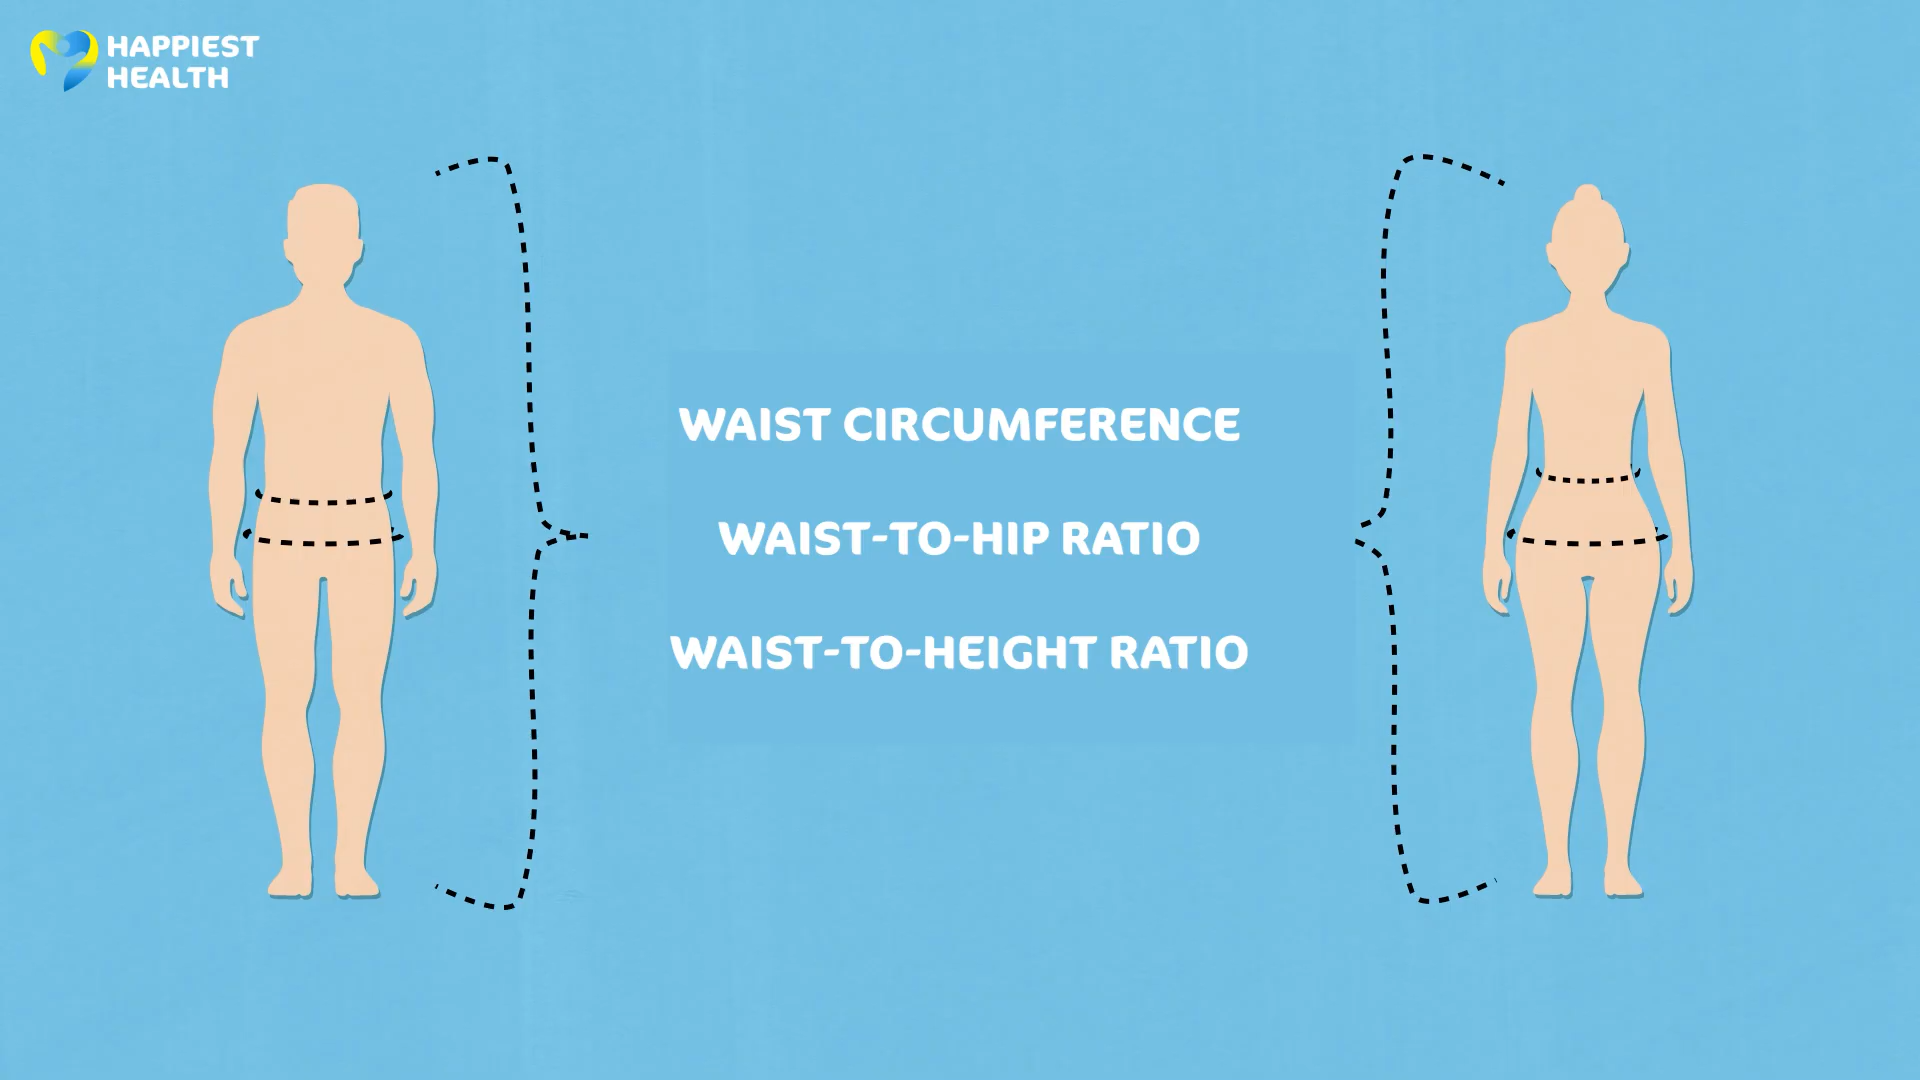 HAPPIEST
HEALTH
WAIST CIRCUMFERENCE
WAIST-TO-HIP RATIO
WAIST-TO-HEIGHT RATIO